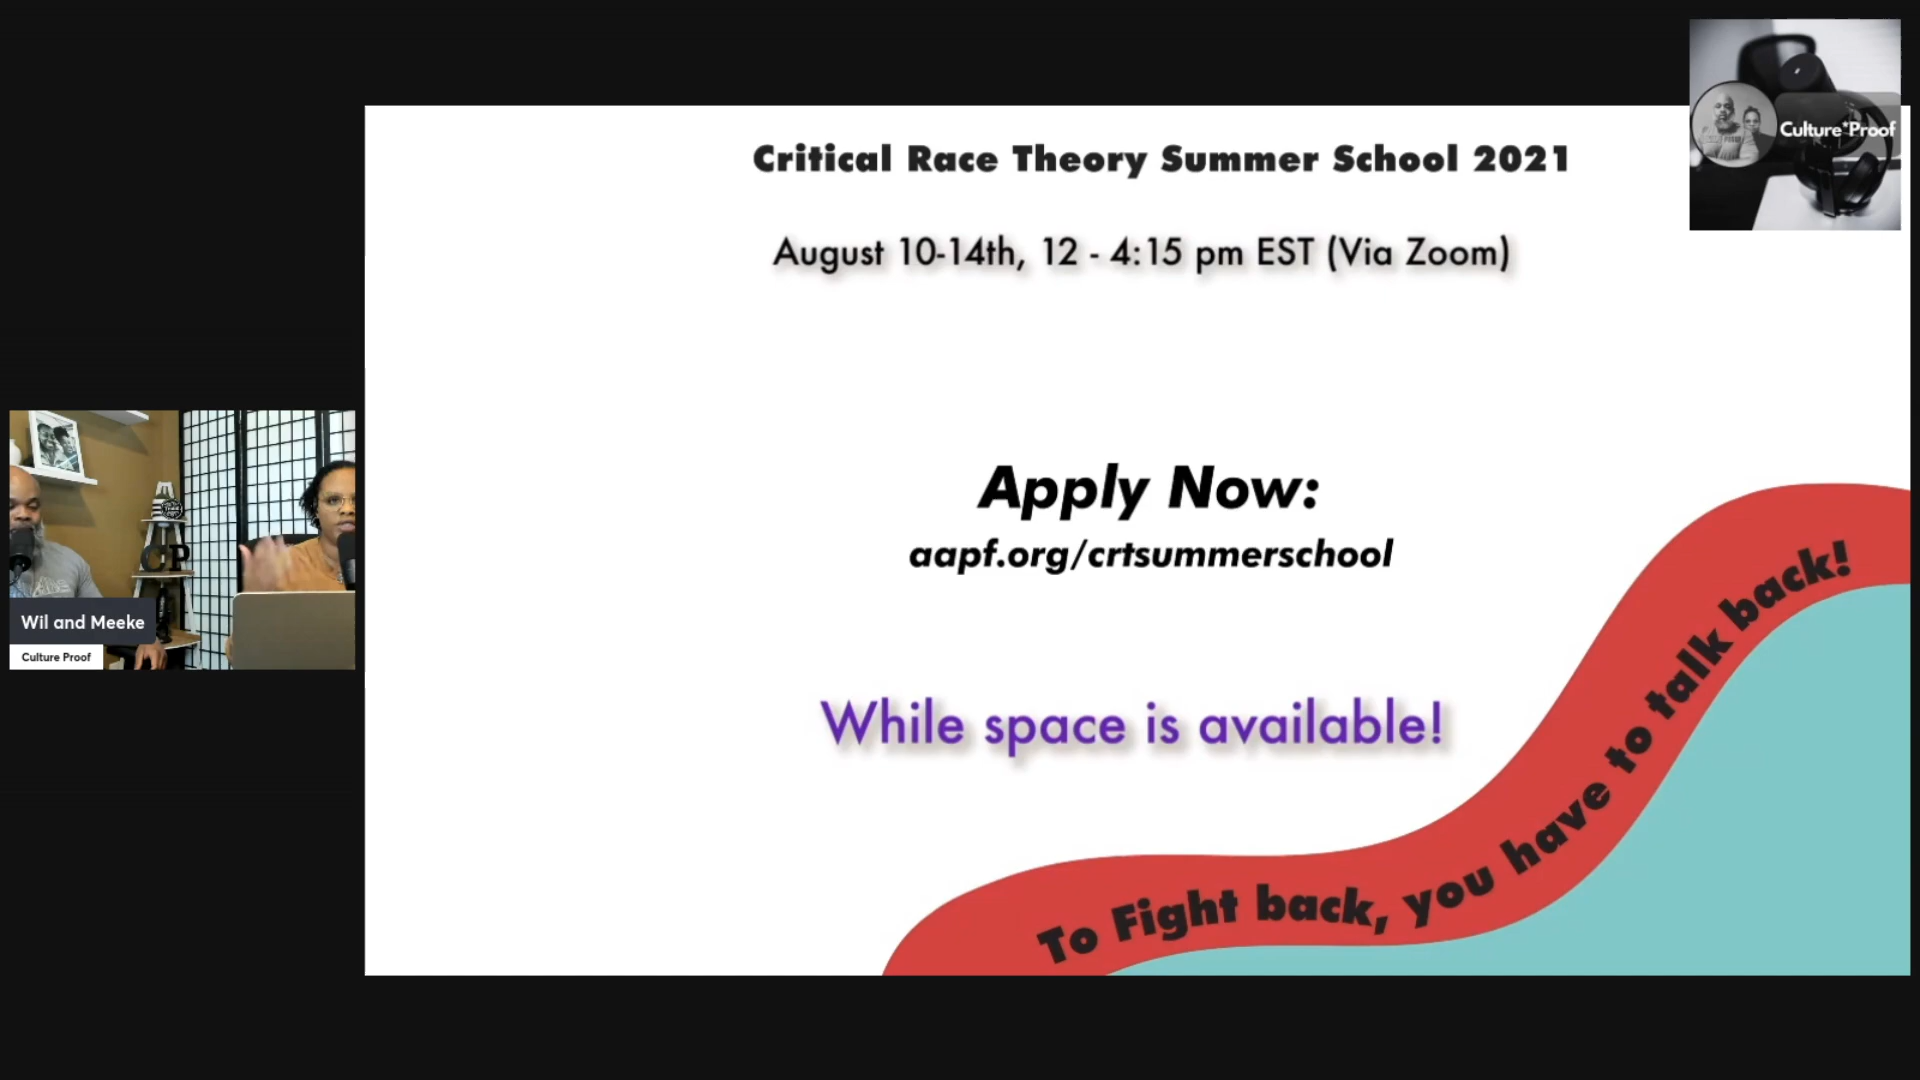 Critical Race Theory Summer School 2021
August 10-14th, 12 - 4:15 pm EST (Via Zoom)
Culture*Proof
Apply Now:
aapf.org/crtsummerschool
While space is available!
To Fight back, you have to talk back!
CP
Wil and Meeke
Culture Proof